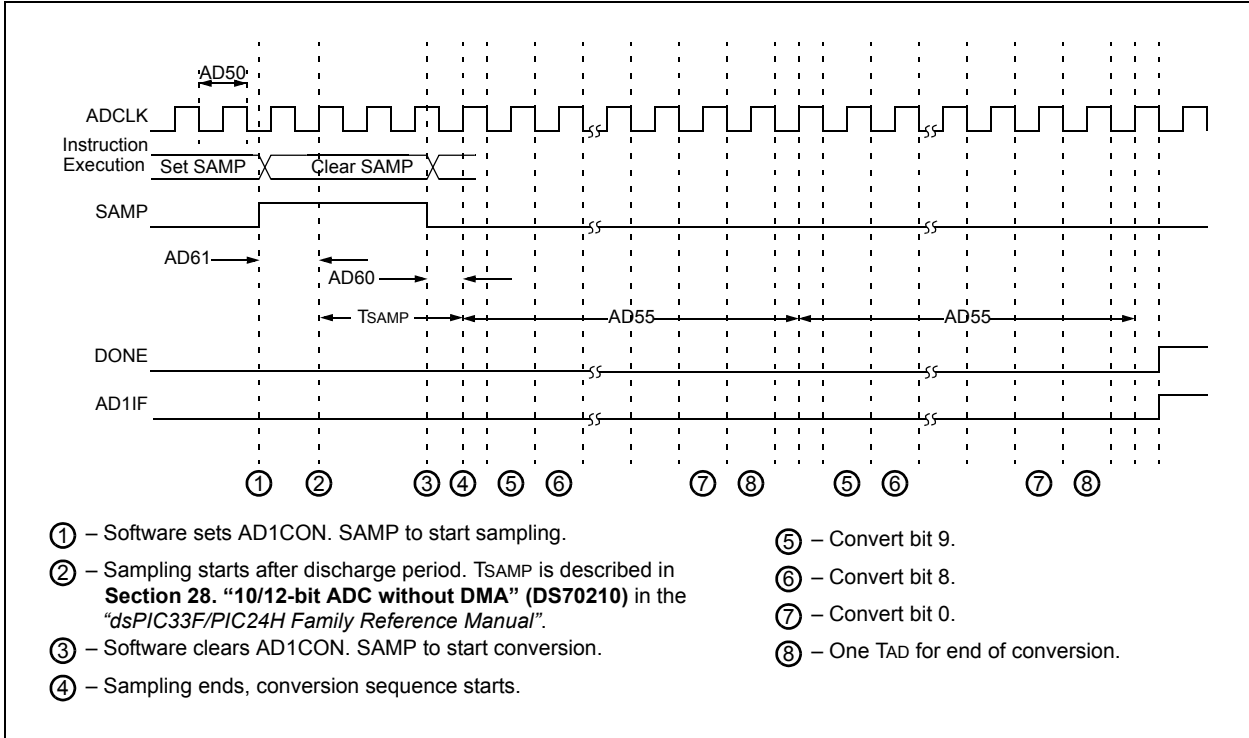 AD50
ADCLK
Instruction
Execution
Set SAMP
Clear SAMP
SAMP
AD61
AD60
TSAMP
AD55
AD55
DONE
AD1IF
1 2 3 4 5 6 7 8 5 6 7 8
1 – Software sets AD1CON. SAMP to start sampling.
2 – Sampling starts after discharge period. TSAMP is described in
Section 28. “10/12-bit ADC without DMA” (DS70210) in the
“dsPIC33F/PIC24H Family Reference Manual”.
3 – Software clears AD1CON. SAMP to start conversion.
4 – Sampling ends, conversion sequence starts.
5 – Convert bit 9.
6 – Convert bit 8.
7 – Convert bit 0.
8 – One TAD for end of conversion.